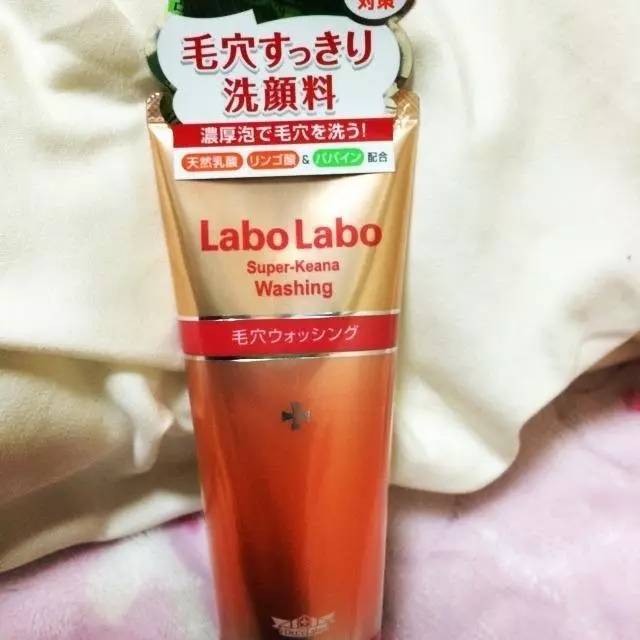 対策
毛穴すっきり
洗顔料
濃厚泡で毛穴を洗う!
天然乳酸 リンゴ酸 & パパイン 配合
Labo Labo
Super-Keana
Washing
毛穴ウォッシング